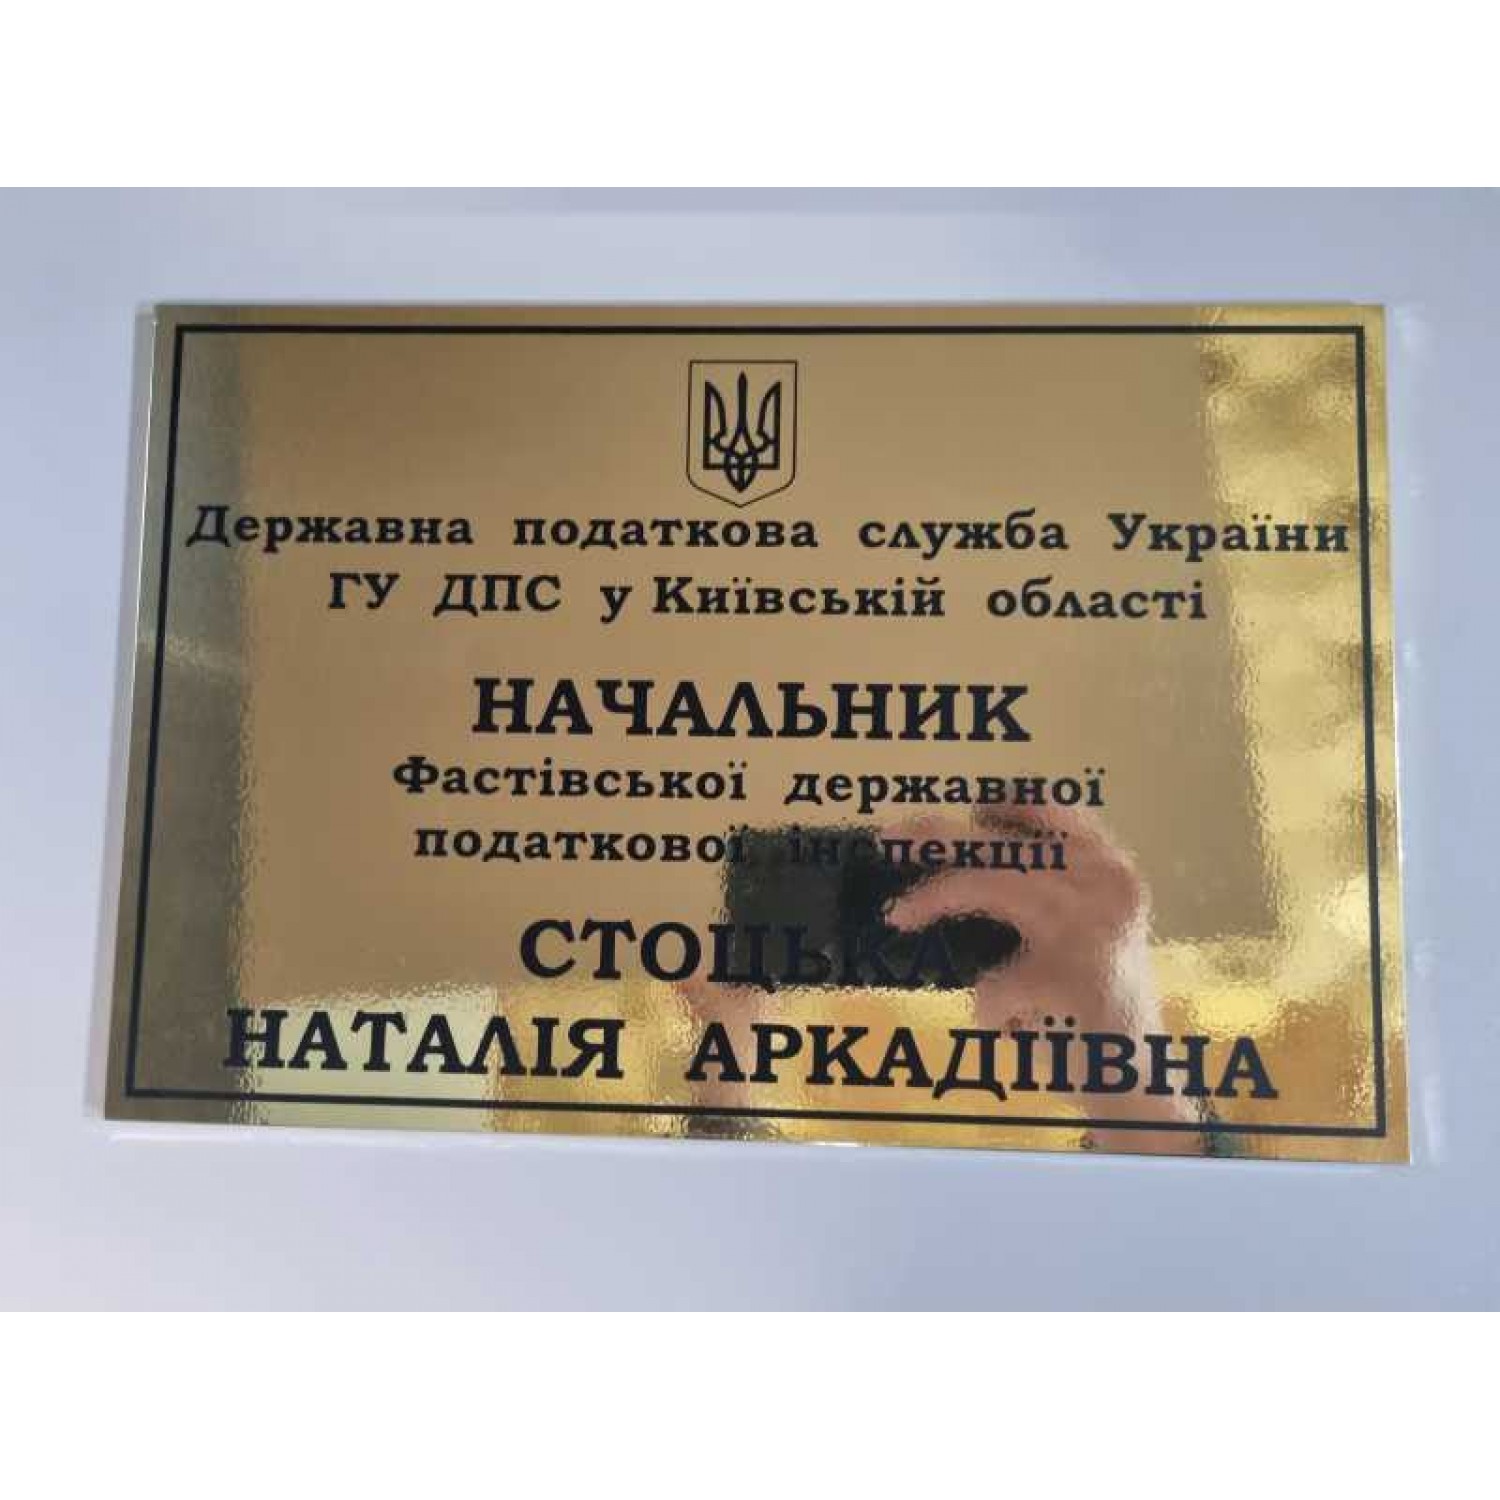 Державна податкова служба України
ГУ ДПС у Київській області
НАЧАЛЬНИК
Фастівської державної
податкової інспекції
СТОЦЬКА
НАТАЛІЯ АРКАДІЇВНА